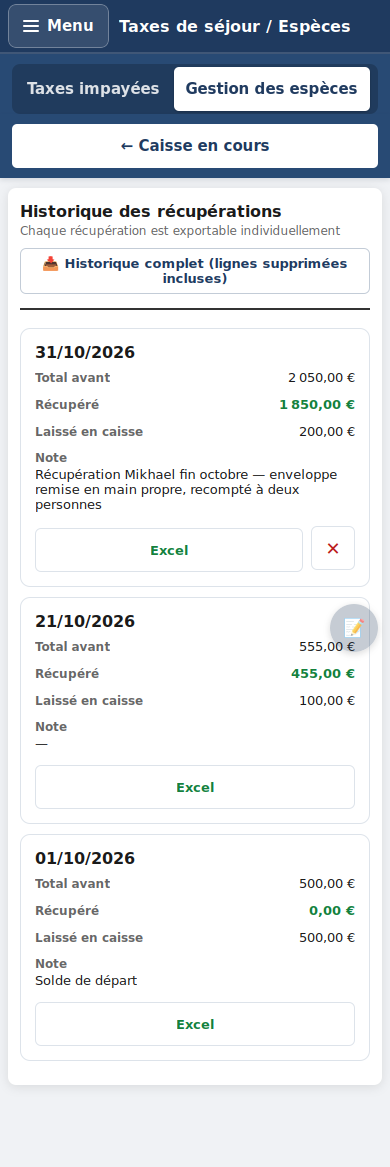 Menu
Taxes de séjour / Espèces
Taxes impayées
Gestion des espèces
← Caisse en cours
Historique des récupérations
Chaque récupération est exportable individuellement
📥 Historique complet (lignes supprimées
incluses)
31/10/2026
Total avant 2 050,00 €
Récupéré 1 850,00 €
Laissé en caisse 200,00 €
Note
Récupération Mikhael fin octobre — enveloppe
remise en main propre, recompté à deux
personnes
Excel ✕
21/10/2026
Total avant 555,00 €
Récupéré 455,00 €
Laissé en caisse 100,00 €
Note
—
Excel
01/10/2026
Total avant 500,00 €
Récupéré 0,00 €
Laissé en caisse 500,00 €
Note
Solde de départ
Excel